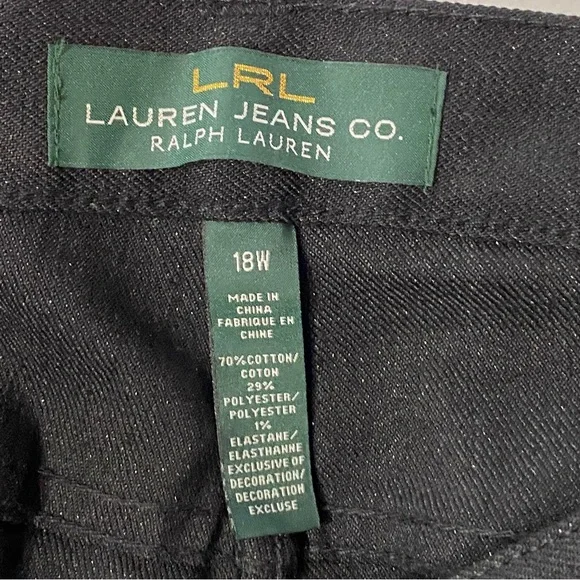 LRL
LAUREN JEANS CO.
RALPH LAUREN
18W
MADE IN
CHINA
FABRIQUE EN
CHINE
70%COTTON/
COTON
29%
POLYESTER/
POLYESTER
1%
ELASTANE/
ELASTHANNE
EXCLUSIVE OF
DECORATION/
DECORATION
EXCLUSE